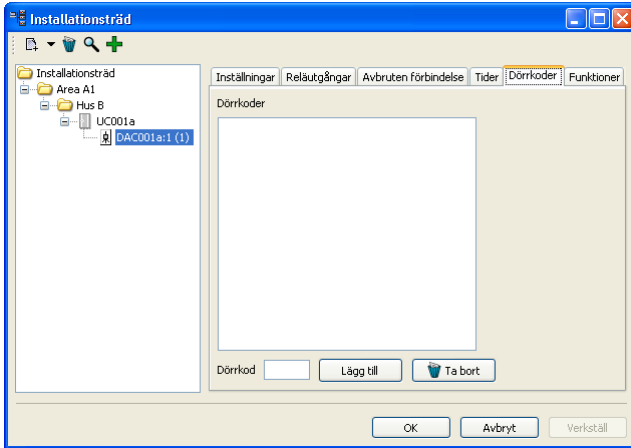 Installationsträd
Installationsträd
Area A1
Hus B
UC001a
DAC001a:1 (1)
Inställningar Reläutgångar Avbruten förbindelse Tider Dörrkoder Funktioner
Dörrkoder
Dörrkod Lägg till Ta bort
OK Avbryt Verkställ